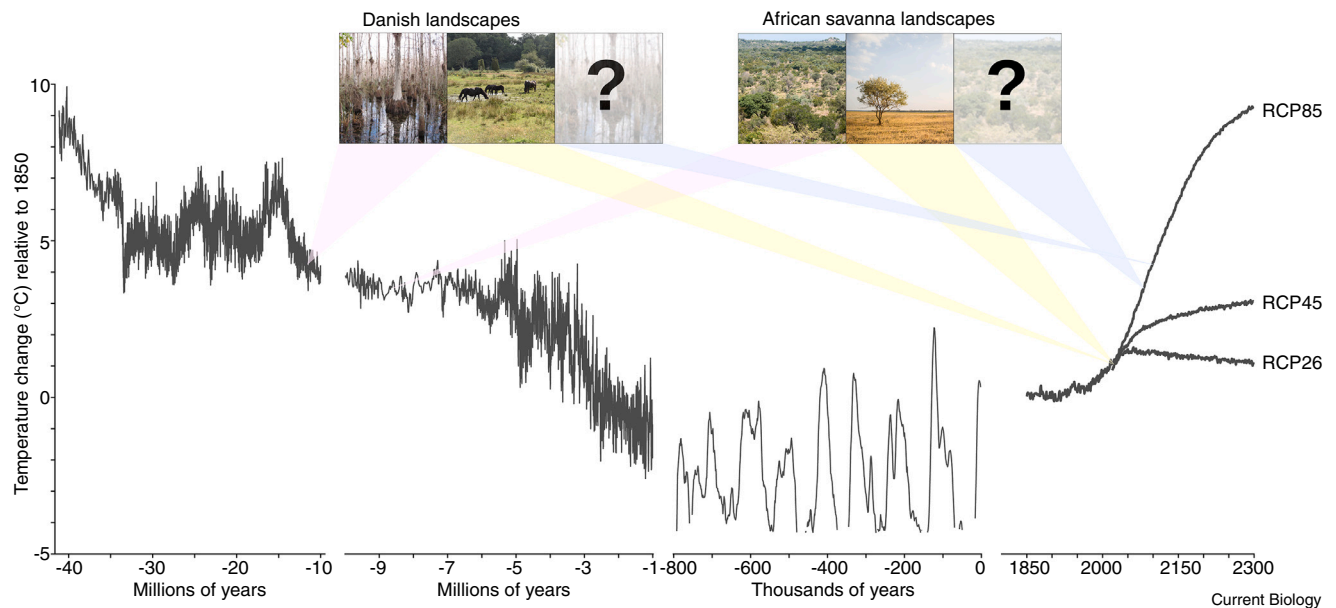 Danish landscapes
African savanna landscapes
?
?
Temperature change (°C) relative to 1850
10
5
0
-5
RCP85
RCP45
RCP26
-40 -30 -20 -10
Millions of years
-9 -7 -5 -3 -1
Millions of years
-800 -600 -400 -200 0
Thousands of years
1850 2000 2150 2300
Current Biology